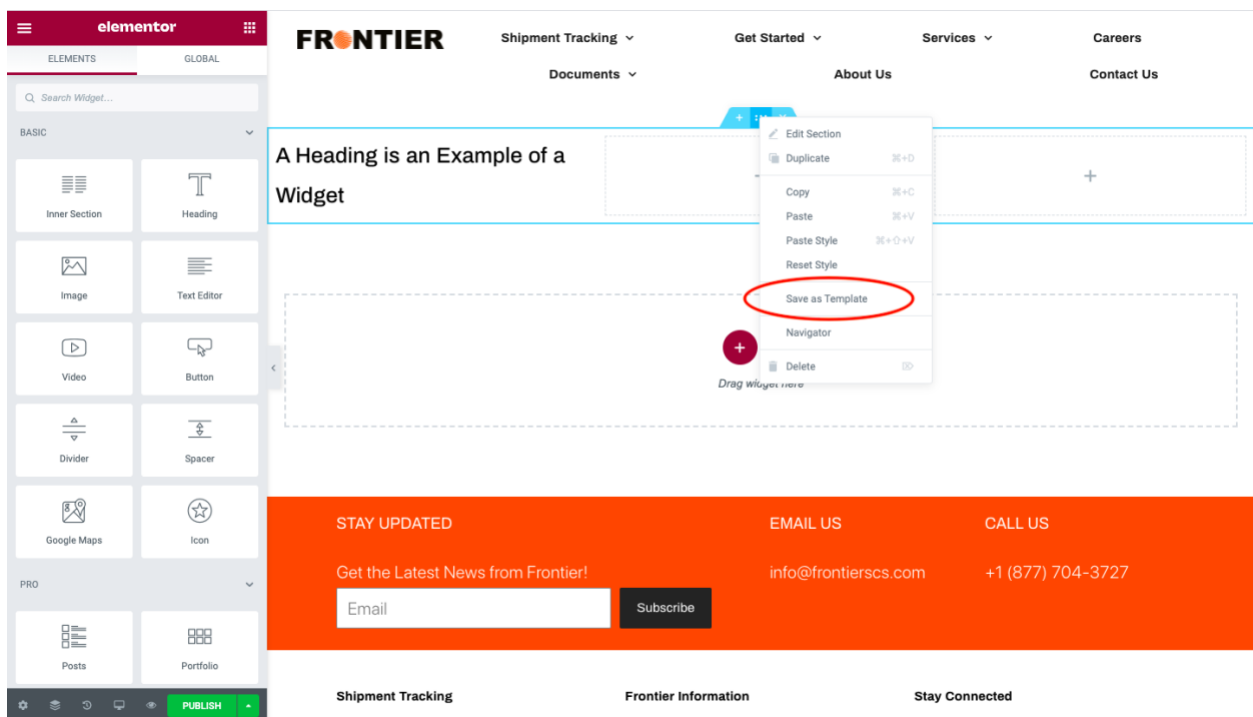 elementor
ELEMENTS
GLOBAL
Search Widget...
BASIC
Inner Section
Heading
Image
Text Editor
Video
Button
Divider
Spacer
Google Maps
Icon
PRO
Posts
Portfolio
PUBLISH
FRONTIER
Shipment Tracking
Get Started
Services
Careers
Documents
About Us
Contact Us
A Heading is an Example of a
Widget
Edit Section
Duplicate ⌘+D
Copy ⌘+C
Paste ⌘+V
Paste Style ⌘+⇧+V
Reset Style
Save as Template
Navigator
Delete ⌦
Drag widget here
STAY UPDATED
Get the Latest News from Frontier!
Email
Subscribe
EMAIL US
info@frontierscs.com
CALL US
+1 (877) 704-3727
Shipment Tracking
Frontier Information
Stay Connected